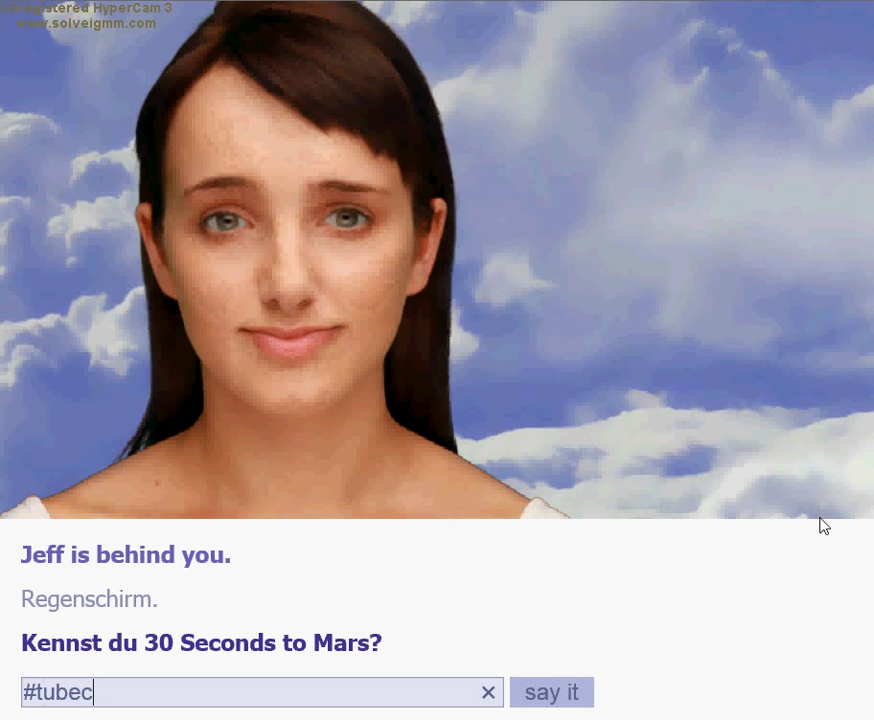 Unregistered HyperCam 3
www.solveigmm.com
Jeff is behind you.
Regenschirm.
Kennst du 30 Seconds to Mars?
#tubec
say it